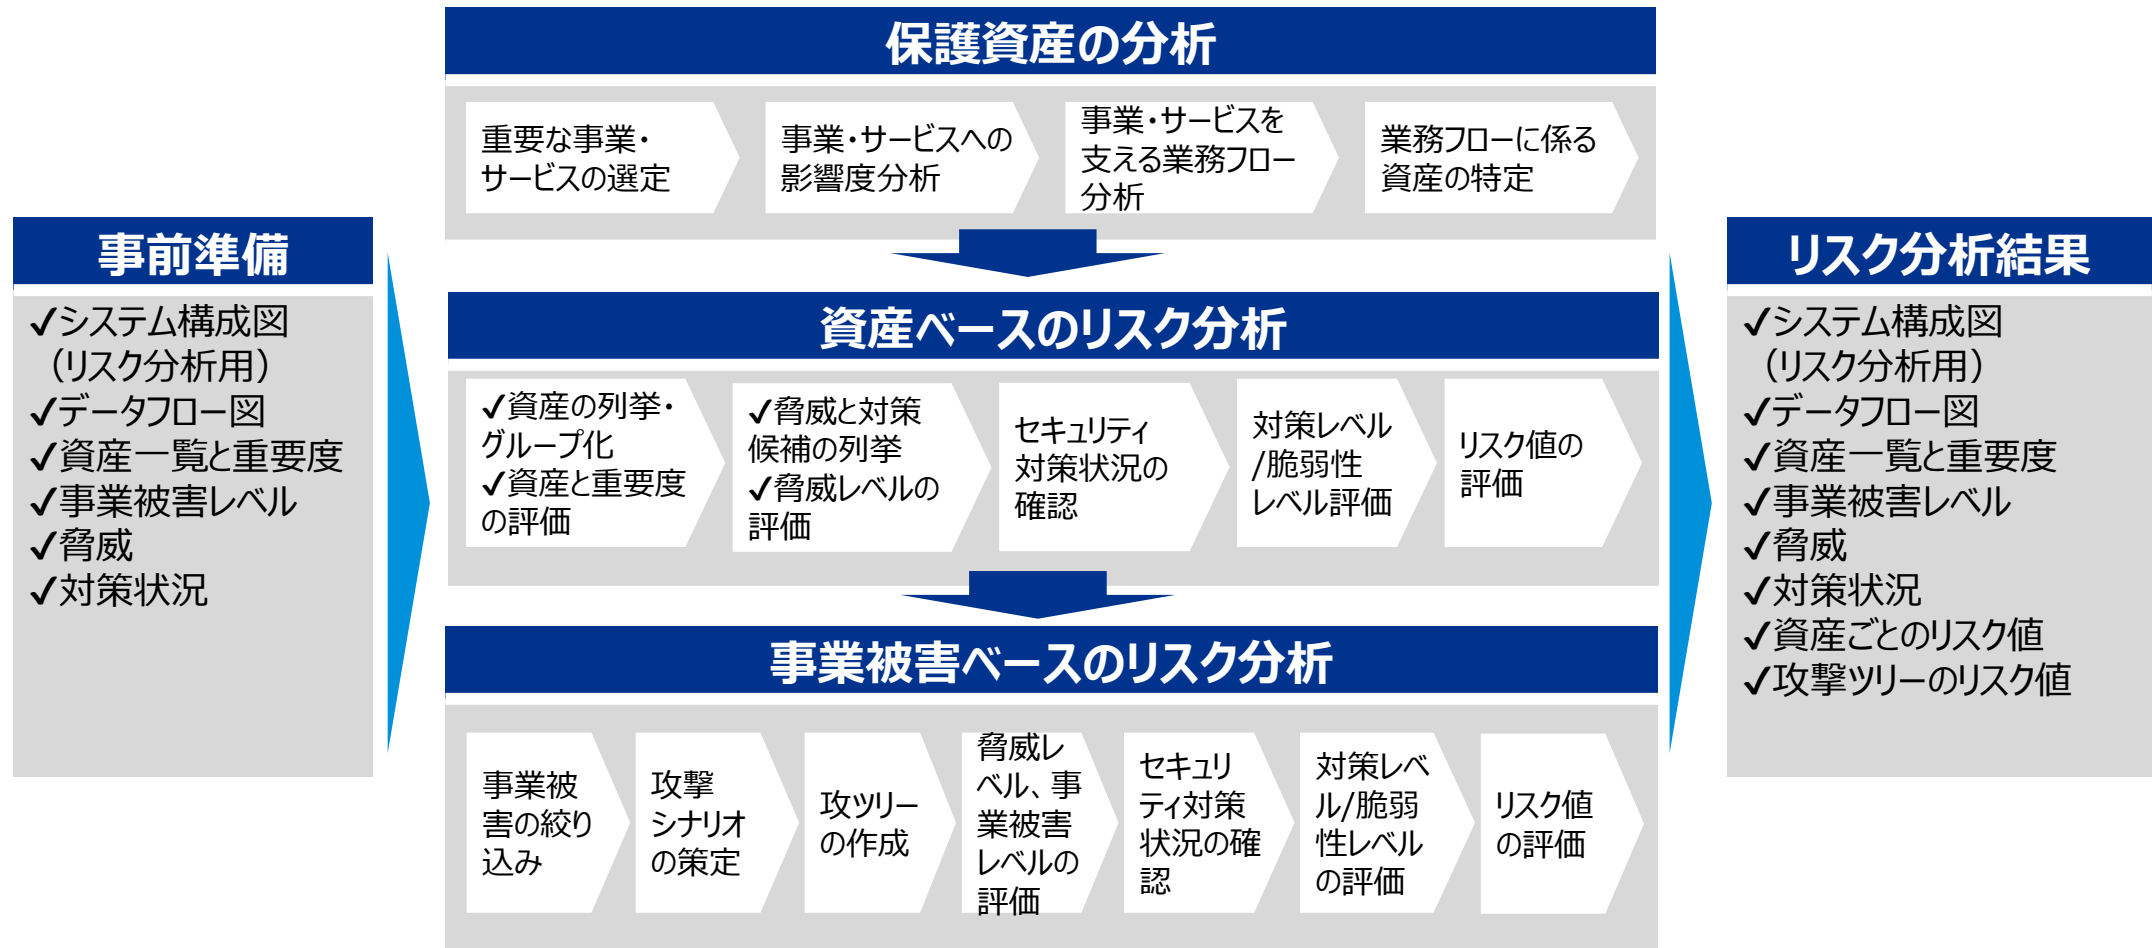 保護資産の分析
重要な事業・
サービスの選定
事業・サービスへの
影響度分析
事業・サービスを
支える業務フロー
分析
業務フローに係る
資産の特定
事前準備
✓システム構成図
（リスク分析用）
✓データフロー図
✓資産一覧と重要度
✓事業被害レベル
✓脅威
✓対策状況
資産ベースのリスク分析
✓資産の列挙・
グループ化
✓資産と重要度
の評価
✓脅威と対策
候補の列挙
✓脅威レベルの
評価
セキュリティ
対策状況の
確認
対策レベル
/脆弱性
レベル評価
リスク値の
評価
事業被害ベースのリスク分析
事業被
害の絞り
込み
攻撃
シナリオ
の策定
攻ツリー
の作成
脅威レ
ベル、事
業被害
レベルの
評価
セキュリ
ティ対策
状況の確
認
対策レベ
ル/脆弱
性レベル
の評価
リスク値
の評価
リスク分析結果
✓システム構成図
（リスク分析用）
✓データフロー図
✓資産一覧と重要度
✓事業被害レベル
✓脅威
✓対策状況
✓資産ごとのリスク値
✓攻撃ツリーのリスク値